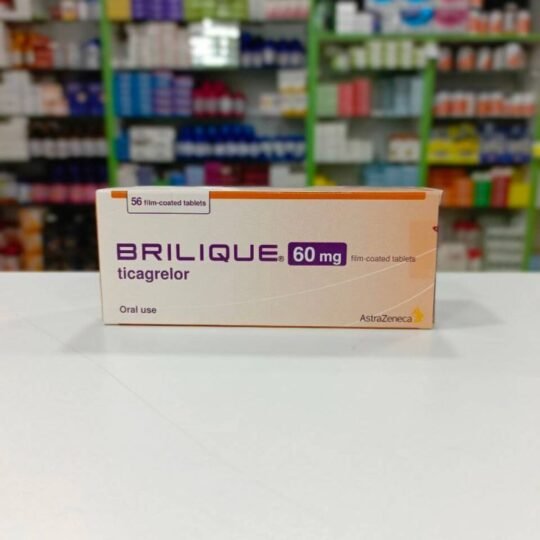 56 film-coated tablets
BRILIQUE® 60 mg film-coated tablets
ticagrelor
Oral use
AstraZeneca